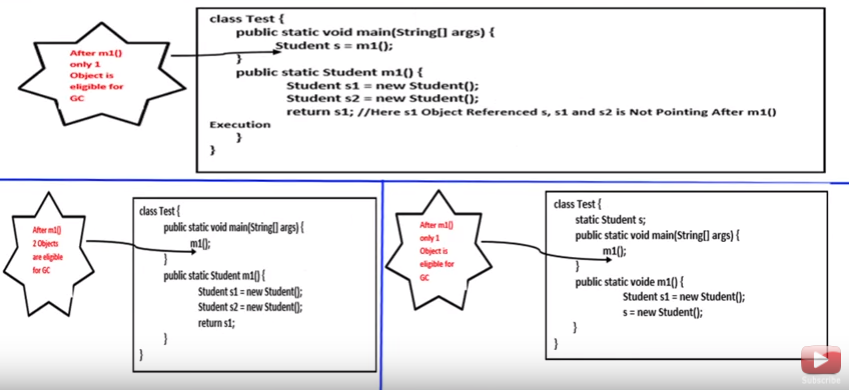 After m1()
only 1
Object is
eligible for
GC
class Test {
public static void main(String[] args) {
Student s = m1();
}
public static Student m1() {
Student s1 = new Student();
Student s2 = new Student();
return s1; //Here s1 Object Referenced s, s1 and s2 is Not Pointing After m1()
Execution
}
}
After m1()
2 Objects
are eligible
for GC
class Test {
public static void main(String[] args) {
m1();
}
public static Student m1() {
Student s1 = new Student();
Student s2 = new Student();
return s1;
}
}
After m1()
only 1
Object is
eligible for
GC
class Test {
static Student s;
public static void main(String[] args) {
m1();
}
public static voide m1() {
Student s1 = new Student();
s = new Student();
}
}
Subscribe